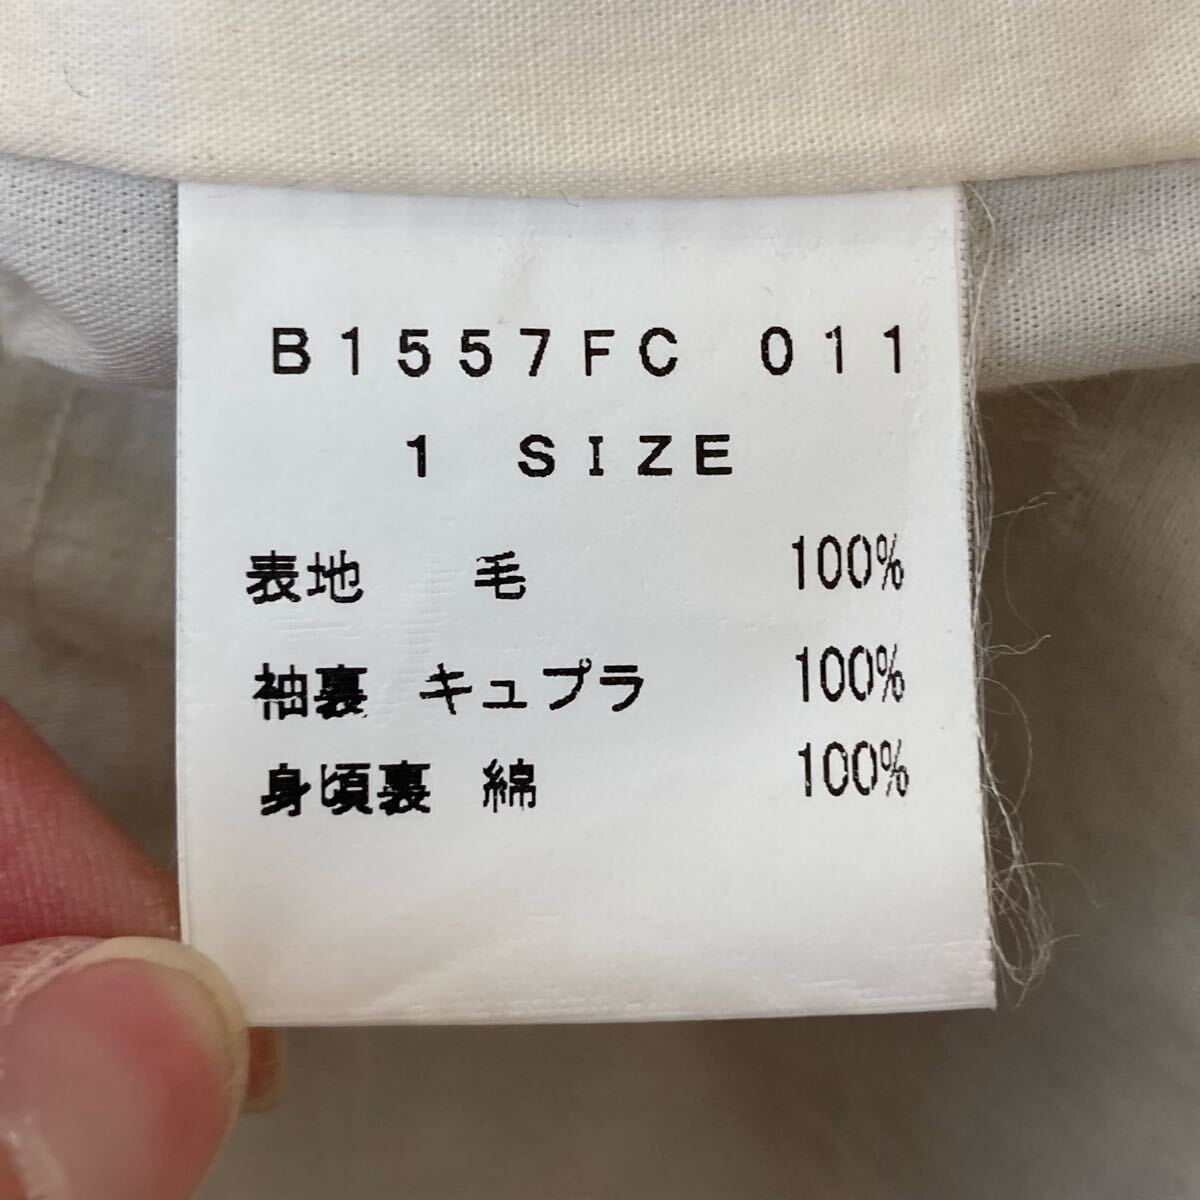 B1557FC 011
1 SIZE
表地 毛 100%
袖裏 キュプラ 100%
身頃裏 綿 100%